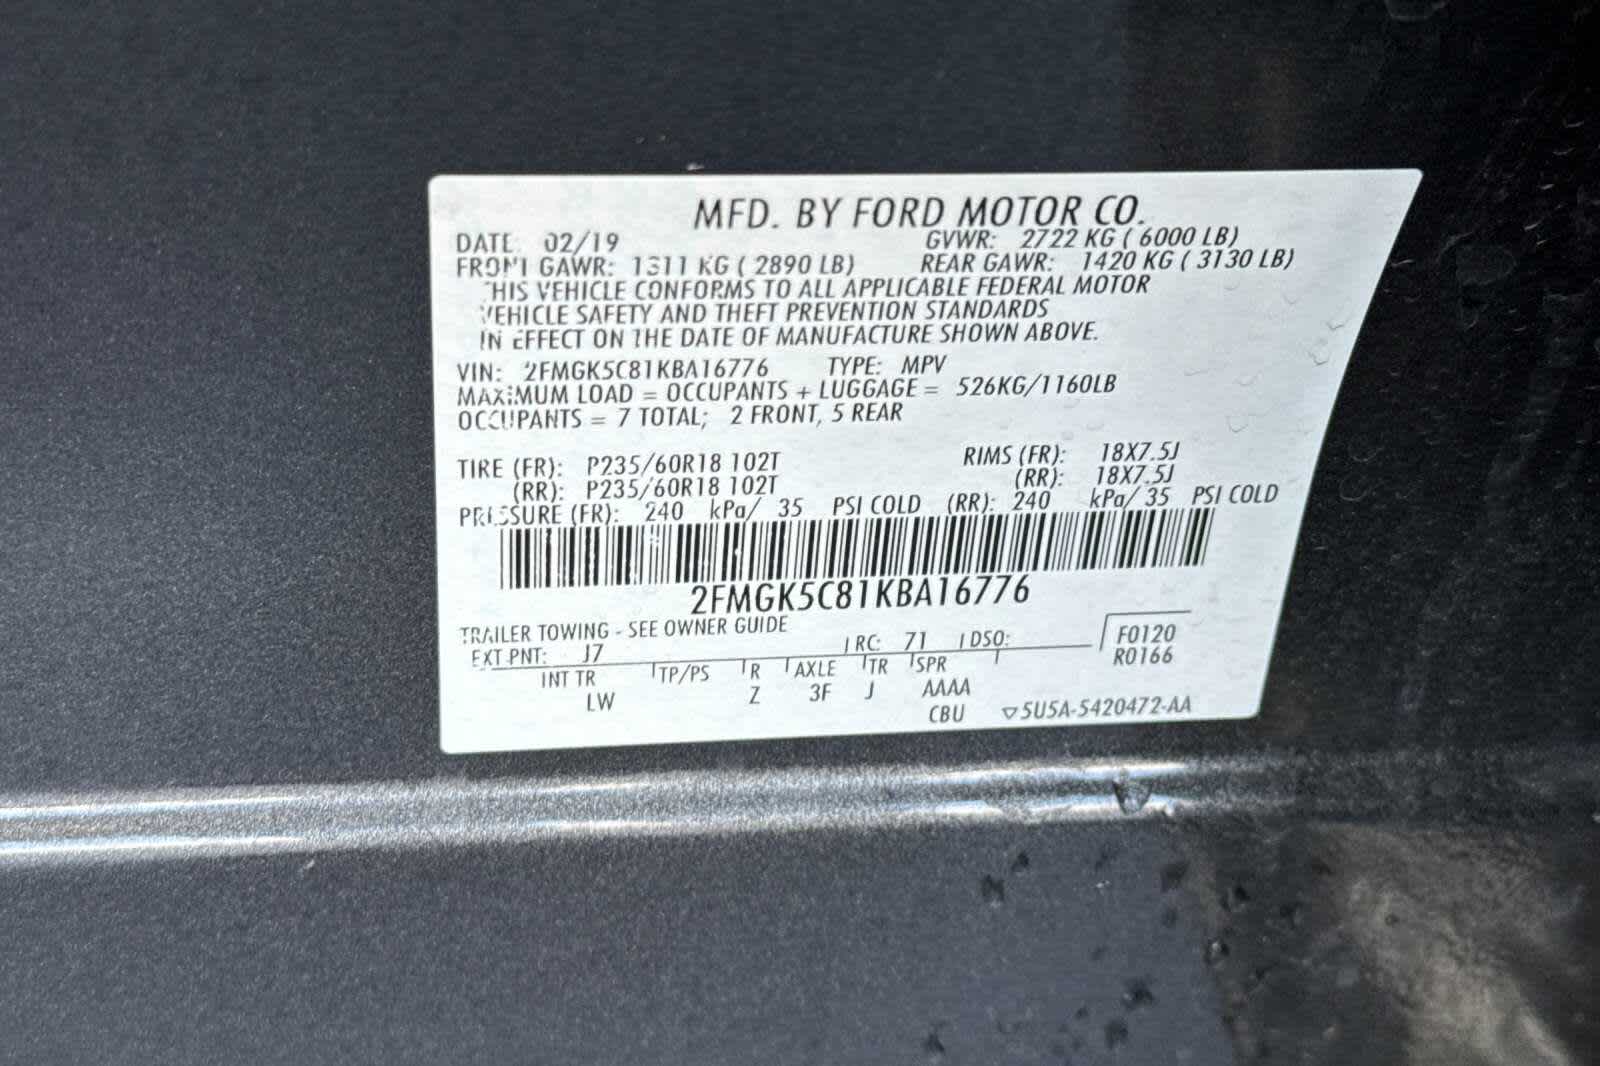 MFD. BY FORD MOTOR CO.
DATE: 02/19 GVWR: 2722 KG ( 6000 LB)
FRONT GAWR: 1311 KG ( 2890 LB) REAR GAWR: 1420 KG ( 3130 LB)
THIS VEHICLE CONFORMS TO ALL APPLICABLE FEDERAL MOTOR
VEHICLE SAFETY AND THEFT PREVENTION STANDARDS
IN EFFECT ON THE DATE OF MANUFACTURE SHOWN ABOVE.
VIN: 2FMGK5C81KBA16776 TYPE: MPV
MAXIMUM LOAD = OCCUPANTS + LUGGAGE = 526KG/1160LB
OCCUPANTS = 7 TOTAL; 2 FRONT, 5 REAR
TIRE (FR): P235/60R18 102T RIMS (FR): 18X7.5J
(RR): P235/60R18 102T (RR): 18X7.5J
PRESSURE (FR): 240 kPa/ 35 PSI COLD (RR): 240 kPa/ 35 PSI COLD
2FMGK5C81KBA16776
TRAILER TOWING - SEE OWNER GUIDE
EXT PNT: J7 RC: 71 DSO: F0120
R0166
INT TR TP/PS R AXLE TR SPR
LW Z 3F J AAAA
CBU ▽5U5A-5420472-AA